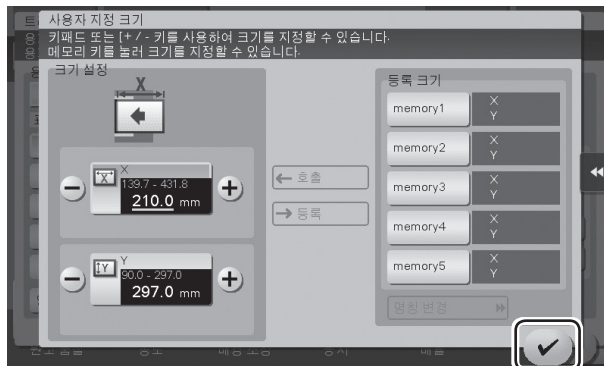 사용자 지정 크기
키패드 또는 [+ / - 키를 사용하여 크기를 지정할 수 있습니다.
메모리 키를 눌러 크기를 지정할 수 있습니다.
크기 설정
X
X
139.7 - 431.8
210.0 mm
Y
90.0 - 297.0
297.0 mm
호출
등록
등록 크기
memory1 X
Y
memory2 X
Y
memory3 X
Y
memory4 X
Y
memory5 X
Y
명칭 변경